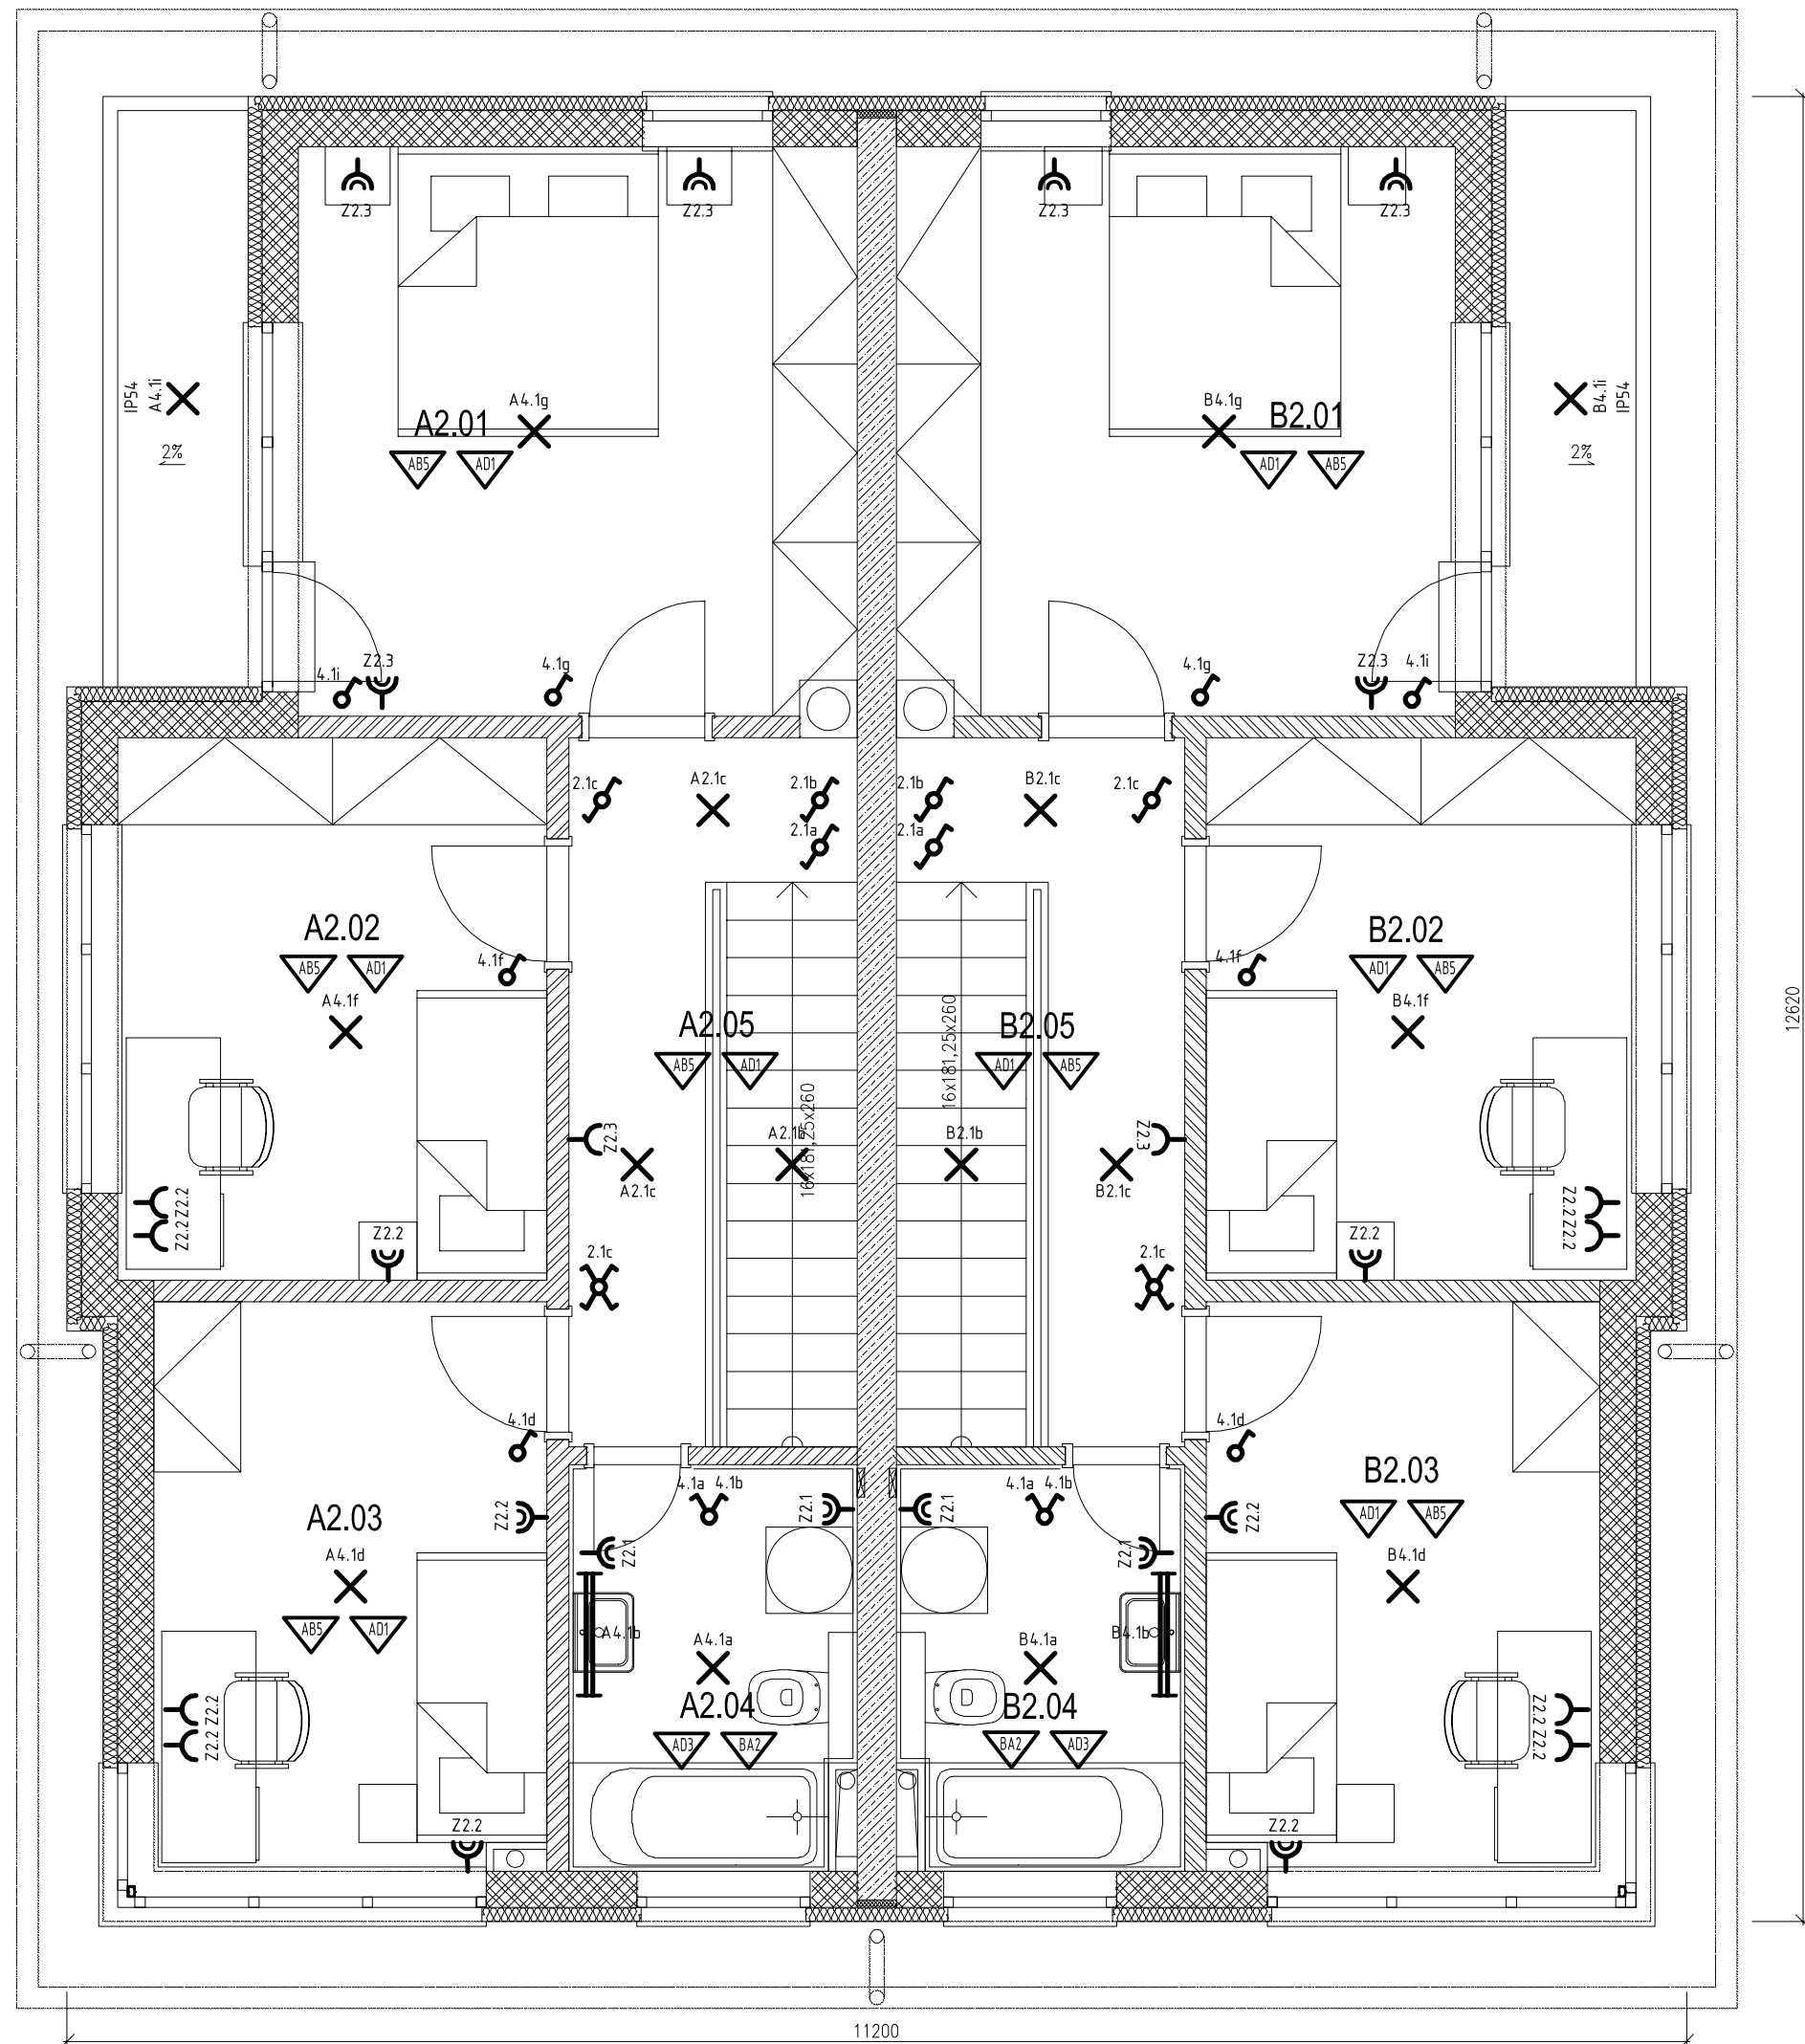 Z2.3 Z2.3 Z2.3 Z2.3
IP54 A4.1i A4.1g B4.1g B4.1i IP54
A2.01 B2.01
2% 2%
AB5 AD1 AD1 AB5
4.1i Z2.3 4.1g 4.1g Z2.3 4.1i
2.1c A2.1c 2.1b 2.1b B2.1c 2.1c
2.1a 2.1a
A2.02 B2.02
4.1f 4.1f
AB5 AD1 AD1 AB5
A4.1f B4.1f
A2.05 B2.05
16x181,25x260
12620
AB5 AD1 AD1 AB5
16x181,25x260
Z2.3 A2.1b B2.1b Z2.3
A2.1c B2.1c
Z2.2 Z2.2
Z2.2 Z2.2
Z2.2 Z2.2
2.1c 2.1c
4.1d 4.1d
A2.03 B2.03
Z2.2 4.1a 4.1b Z2.1 Z2.1 4.1a 4.1b Z2.2
AD1 AB5
A4.1d Z2.1 Z2.1 B4.1d
AB5 AD1
A4.1b A4.1a B4.1a B4.1b
A2.04 B2.04
Z2.2 Z2.2
Z2.2 Z2.2
AD3 BA2 BA2 AD3
Z2.2 Z2.2
11200